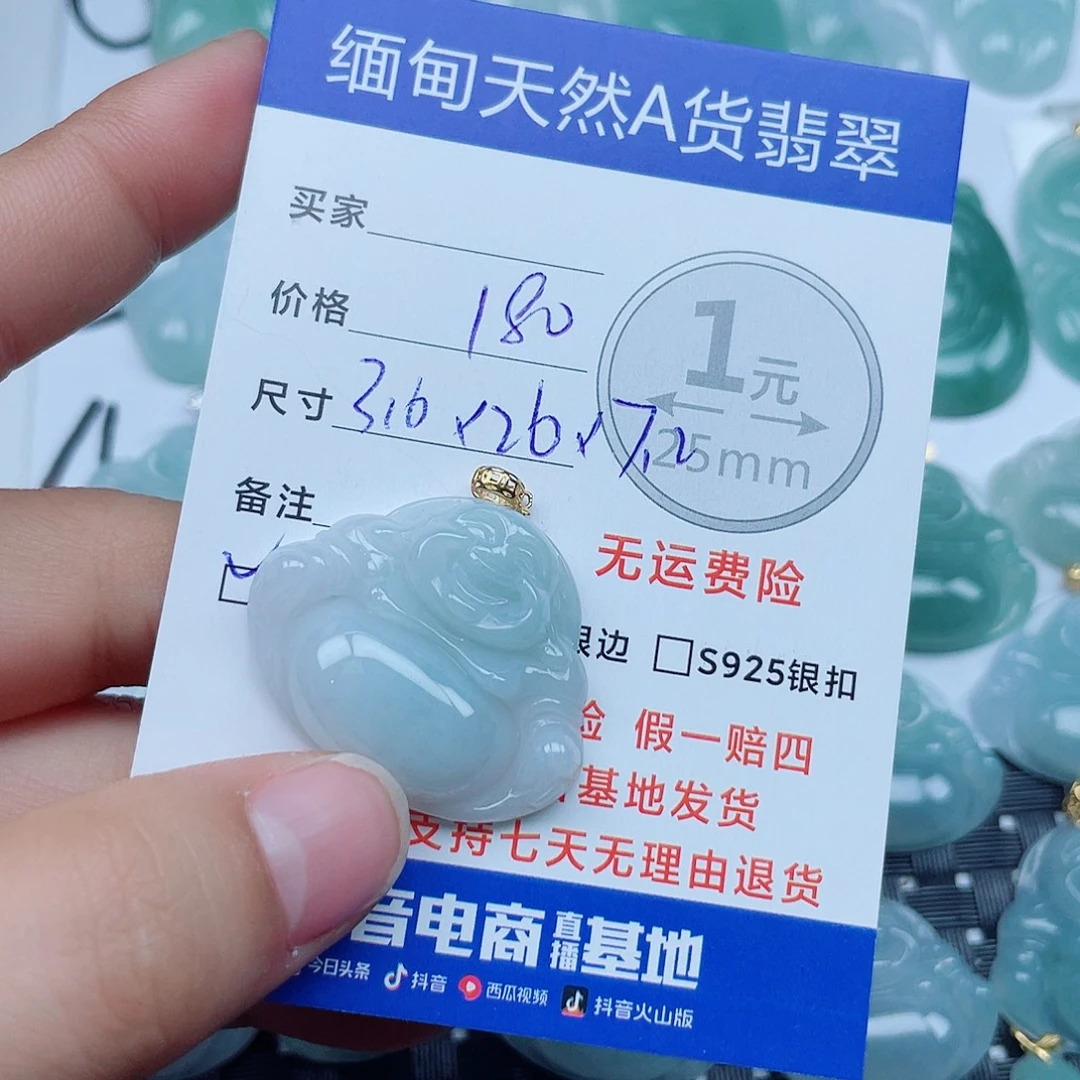 缅甸天然A货翡翠
买家
价格 180
尺寸 3,6×26×7,2
1元
25mm
备注
无运费险
银边 □S925银扣
险 假一赔四
基地发货
支持七天无理由退货
音电商直播基地
今日头条 抖音 西瓜视频 抖音火山版